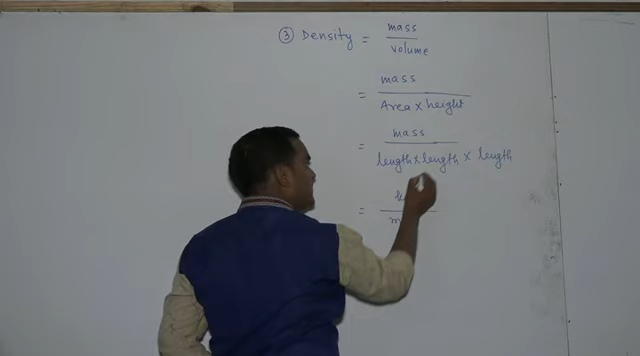 ③ Density = mass
volume
= mass
Area × height
= mass
length × length × length
= k
m